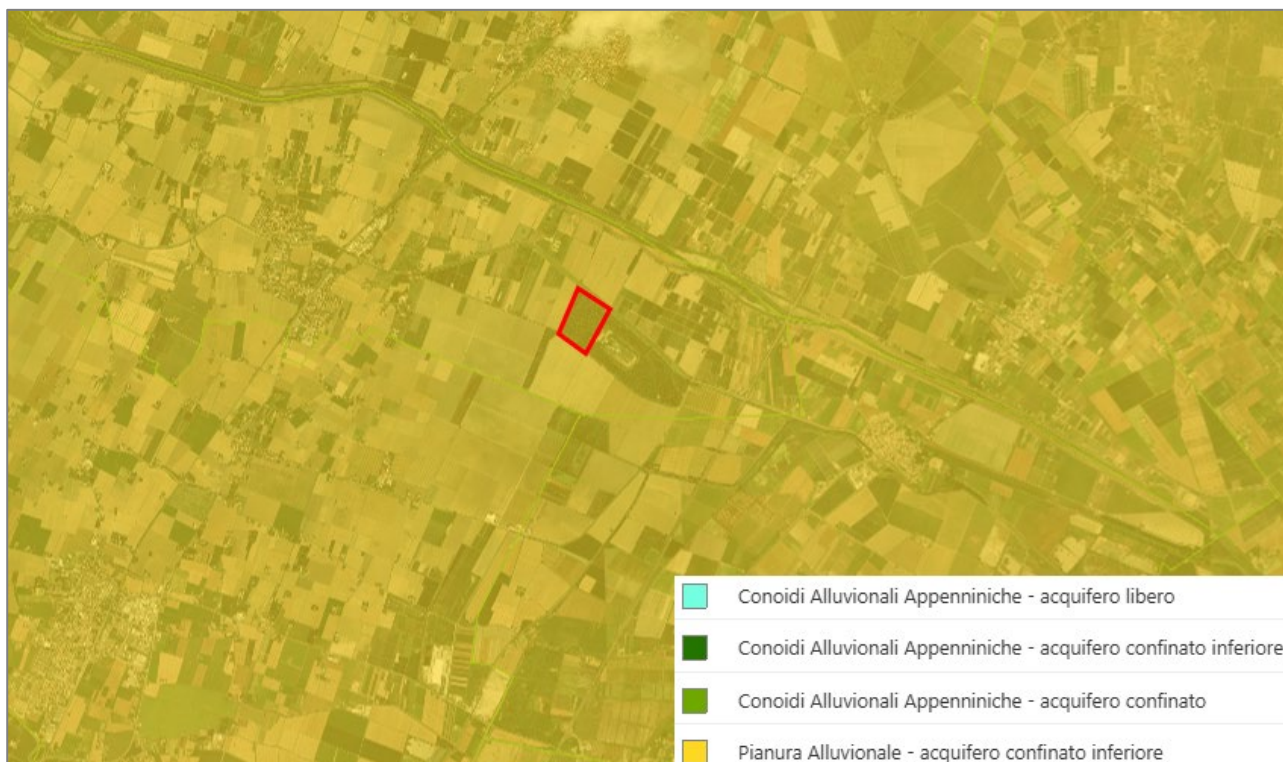 Conoidi Alluvionali Appenniniche - acquifero libero
Conoidi Alluvionali Appenniniche - acquifero confinato inferiore
Conoidi Alluvionali Appenniniche - acquifero confinato
Pianura Alluvionale - acquifero confinato inferiore